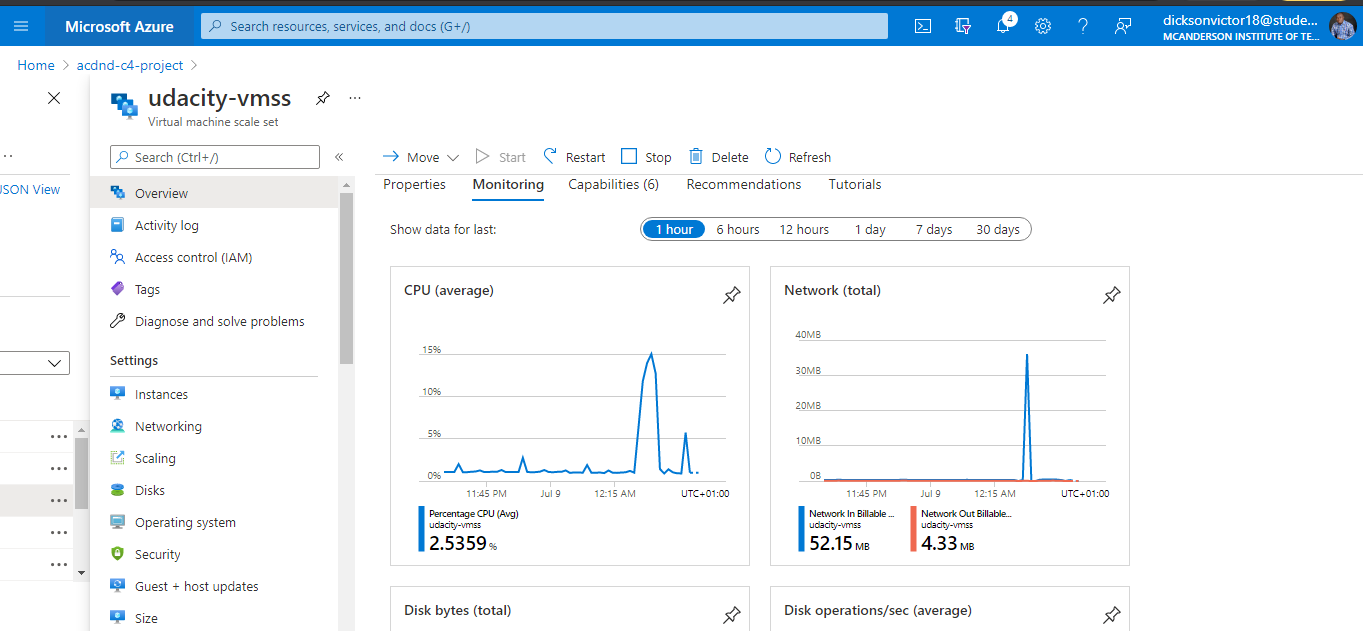 Microsoft Azure
Search resources, services, and docs (G+/)
4
dicksonvictor18@stude...
MCANDERSON INSTITUTE OF TE...
Home > acdnd-c4-project >
JSON View
udacity-vmss
Virtual machine scale set
Search (Ctrl+/)
Overview
Activity log
Access control (IAM)
Tags
Diagnose and solve problems
Settings
Instances
Networking
Scaling
Disks
Operating system
Security
Guest + host updates
Size
Move Start Restart Stop Delete Refresh
Properties Monitoring Capabilities (6) Recommendations Tutorials
Show data for last: 1 hour 6 hours 12 hours 1 day 7 days 30 days
CPU (average)
15%
10%
5%
0%
11:45 PM Jul 9 12:15 AM UTC+01:00
Percentage CPU (Avg)
udacity-vmss
2.5359 %
Network (total)
40MB
30MB
20MB
10MB
0B
11:45 PM Jul 9 12:15 AM UTC+01:00
Network In Billable ...
udacity-vmss
52.15 MB
Network Out Billable...
udacity-vmss
4.33 MB
Disk bytes (total)
Disk operations/sec (average)